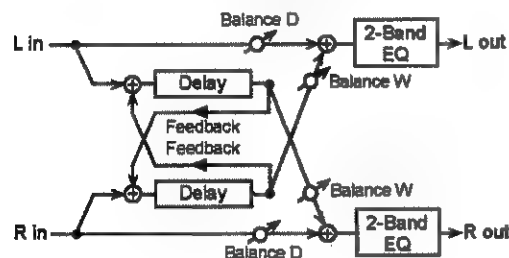 Balance D
L in
2-Band
EQ
L out
Delay
Balance W
Feedback
Feedback
Delay
Balance W
R in
2-Band
EQ
R out
Balance D